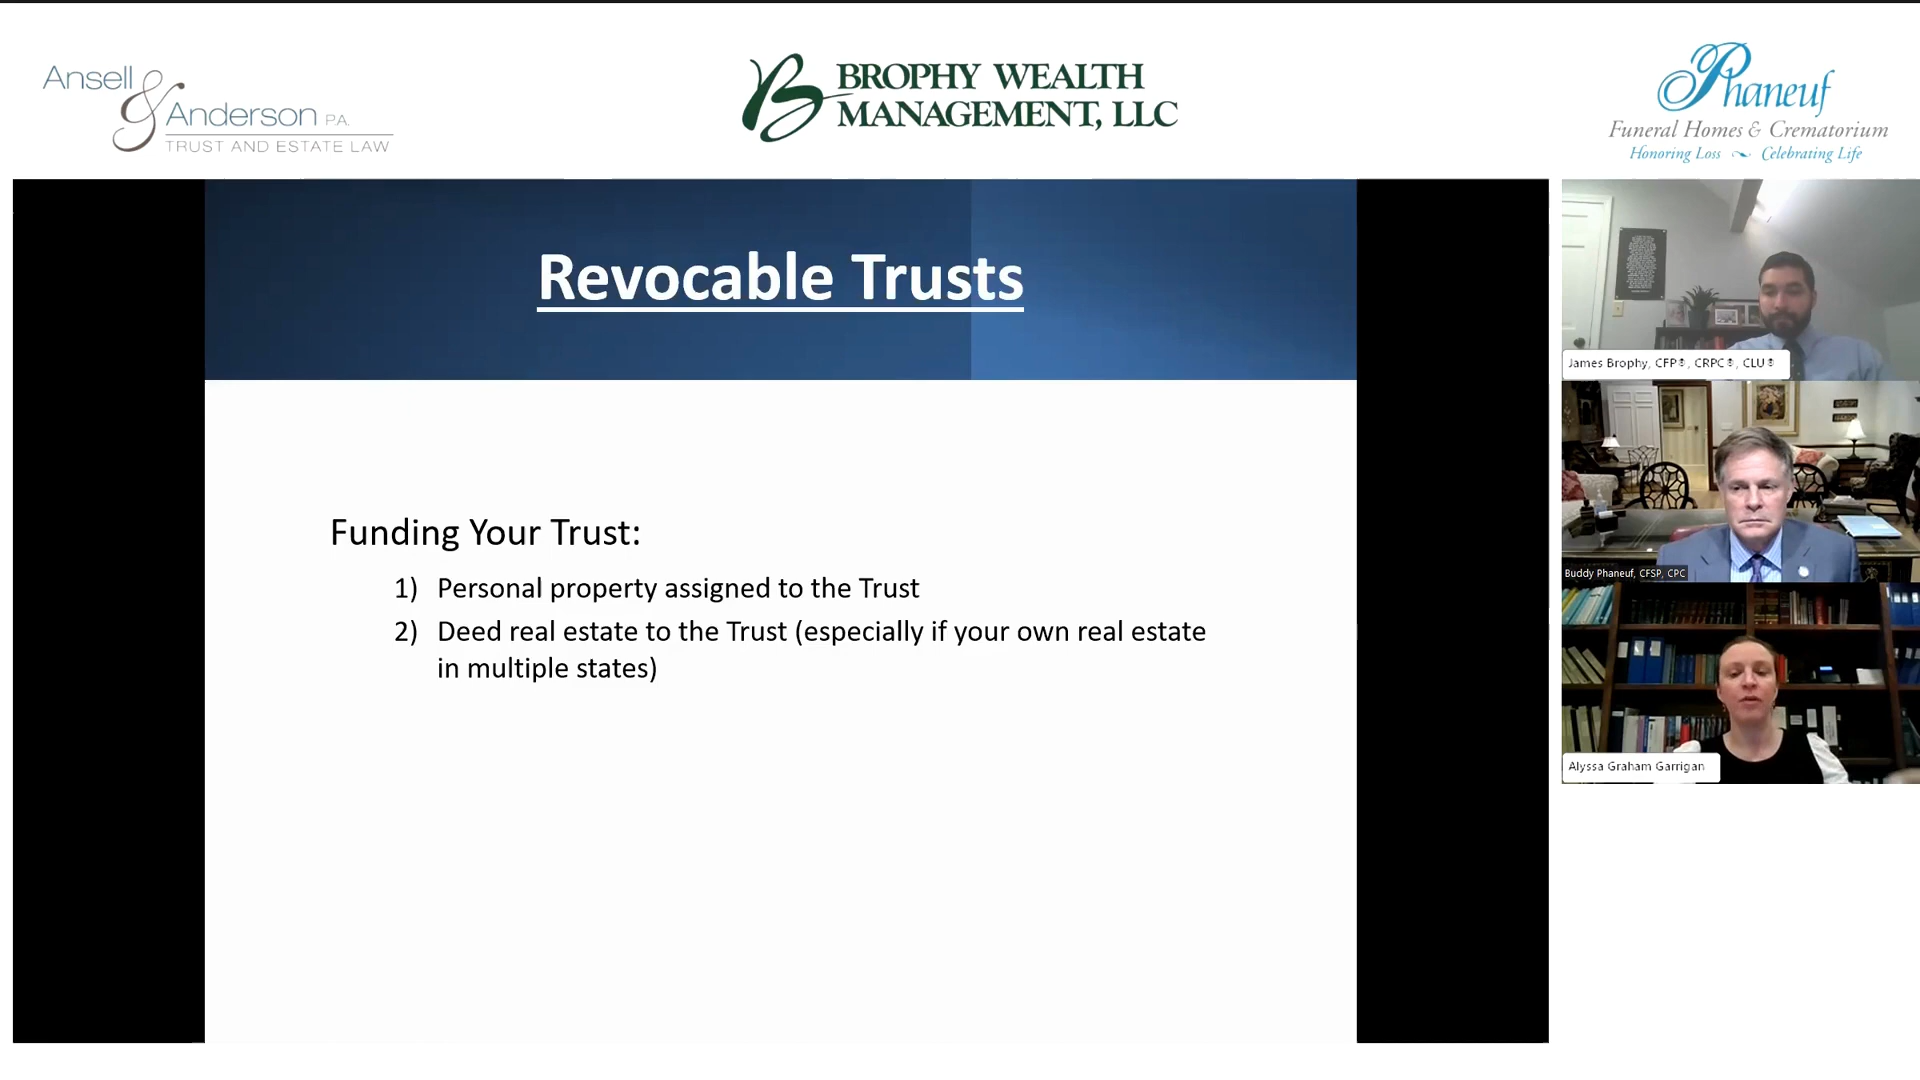 Ansell
& Anderson P.A.
TRUST AND ESTATE LAW
BROPHY WEALTH
MANAGEMENT, LLC
Phaneuf
Funeral Homes & Crematorium
Honoring Loss ~ Celebrating Life
Revocable Trusts
Funding Your Trust:
1) Personal property assigned to the Trust
2) Deed real estate to the Trust (especially if your own real estate
in multiple states)
James Brophy, CFP®, CRPC®, CLU®
Buddy Phaneuf, CFSP, CPC
Alyssa Graham Garrigan